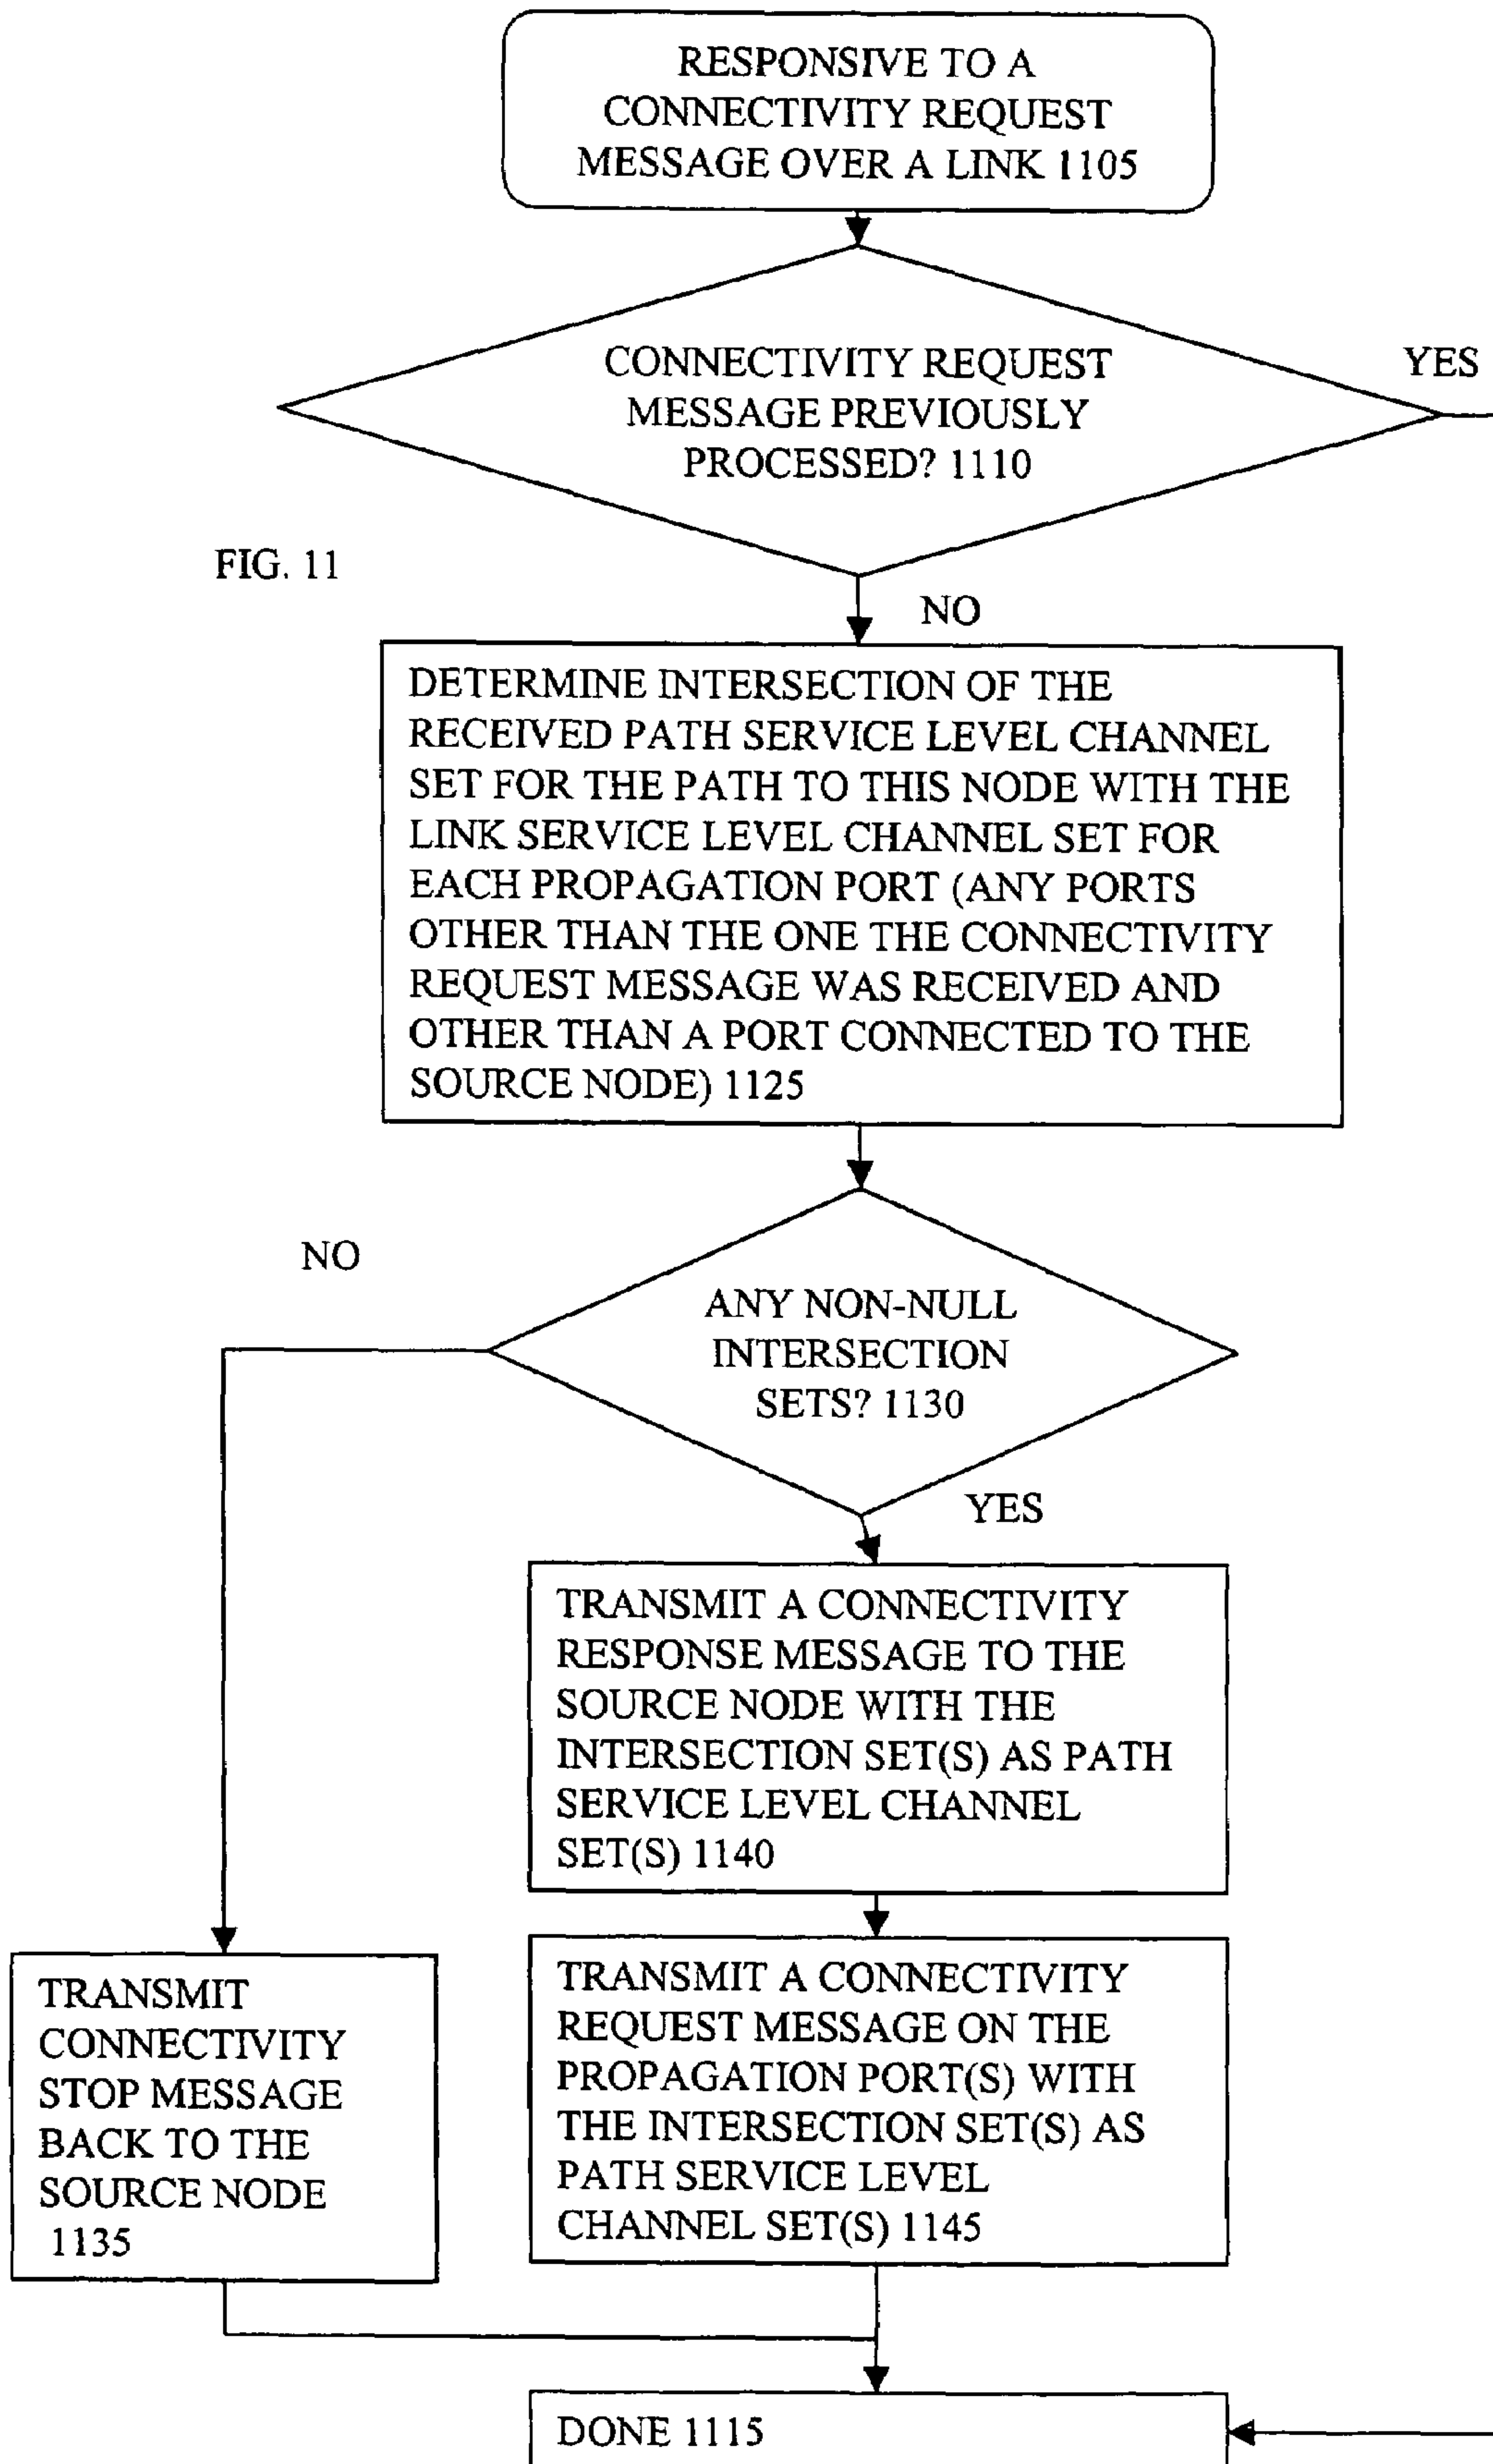 RESPONSIVE TO A
CONNECTIVITY REQUEST
MESSAGE OVER A LINK 1105
CONNECTIVITY REQUEST
MESSAGE PREVIOUSLY
PROCESSED? 1110
YES
FIG. 11
NO
DETERMINE INTERSECTION OF THE
RECEIVED PATH SERVICE LEVEL CHANNEL
SET FOR THE PATH TO THIS NODE WITH THE
LINK SERVICE LEVEL CHANNEL SET FOR
EACH PROPAGATION PORT (ANY PORTS
OTHER THAN THE ONE THE CONNECTIVITY
REQUEST MESSAGE WAS RECEIVED AND
OTHER THAN A PORT CONNECTED TO THE
SOURCE NODE) 1125
NO
ANY NON-NULL
INTERSECTION
SETS? 1130
YES
TRANSMIT A CONNECTIVITY
RESPONSE MESSAGE TO THE
SOURCE NODE WITH THE
INTERSECTION SET(S) AS PATH
SERVICE LEVEL CHANNEL
SET(S) 1140
TRANSMIT
CONNECTIVITY
STOP MESSAGE
BACK TO THE
SOURCE NODE
1135
TRANSMIT A CONNECTIVITY
REQUEST MESSAGE ON THE
PROPAGATION PORT(S) WITH
THE INTERSECTION SET(S) AS
PATH SERVICE LEVEL
CHANNEL SET(S) 1145
DONE 1115